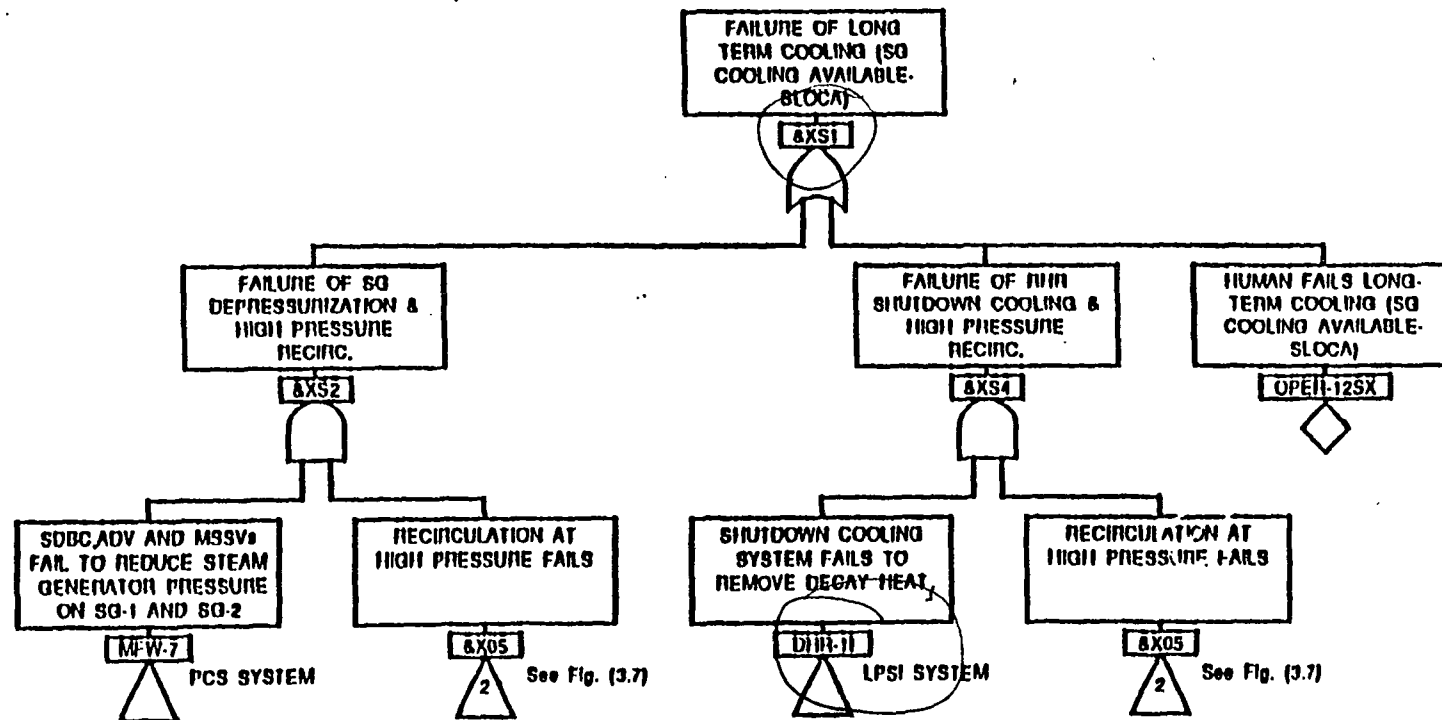 FAILURE OF LONG
TERM COOLING (SG
COOLING AVAILABLE-
SLOCA)
&XS1
FAILURE OF SG
DEPRESSURIZATION &
HIGH PRESSURE
RECIRC.
&XS2
FAILURE OF RHR
SHUTDOWN COOLING &
HIGH PRESSURE
RECIRC.
&XS4
HUMAN FAILS LONG-
TERM COOLING (SG
COOLING AVAILABLE-
SLOCA)
OPER-12SX
SDBC,ADV AND MSSVs
FAIL TO REDUCE STEAM
GENERATOR PRESSURE
ON SG-1 AND SG-2
MFW-7
PCS SYSTEM
RECIRCULATION AT
HIGH PRESSURE FAILS
&X05
2
See Fig. (3.7)
SHUTDOWN COOLING
SYSTEM FAILS TO
REMOVE DECAY HEAT
LPSI SYSTEM
RECIRCULATION AT
HIGH PRESSURE FAILS
&X05
2
See Fig. (3.7)